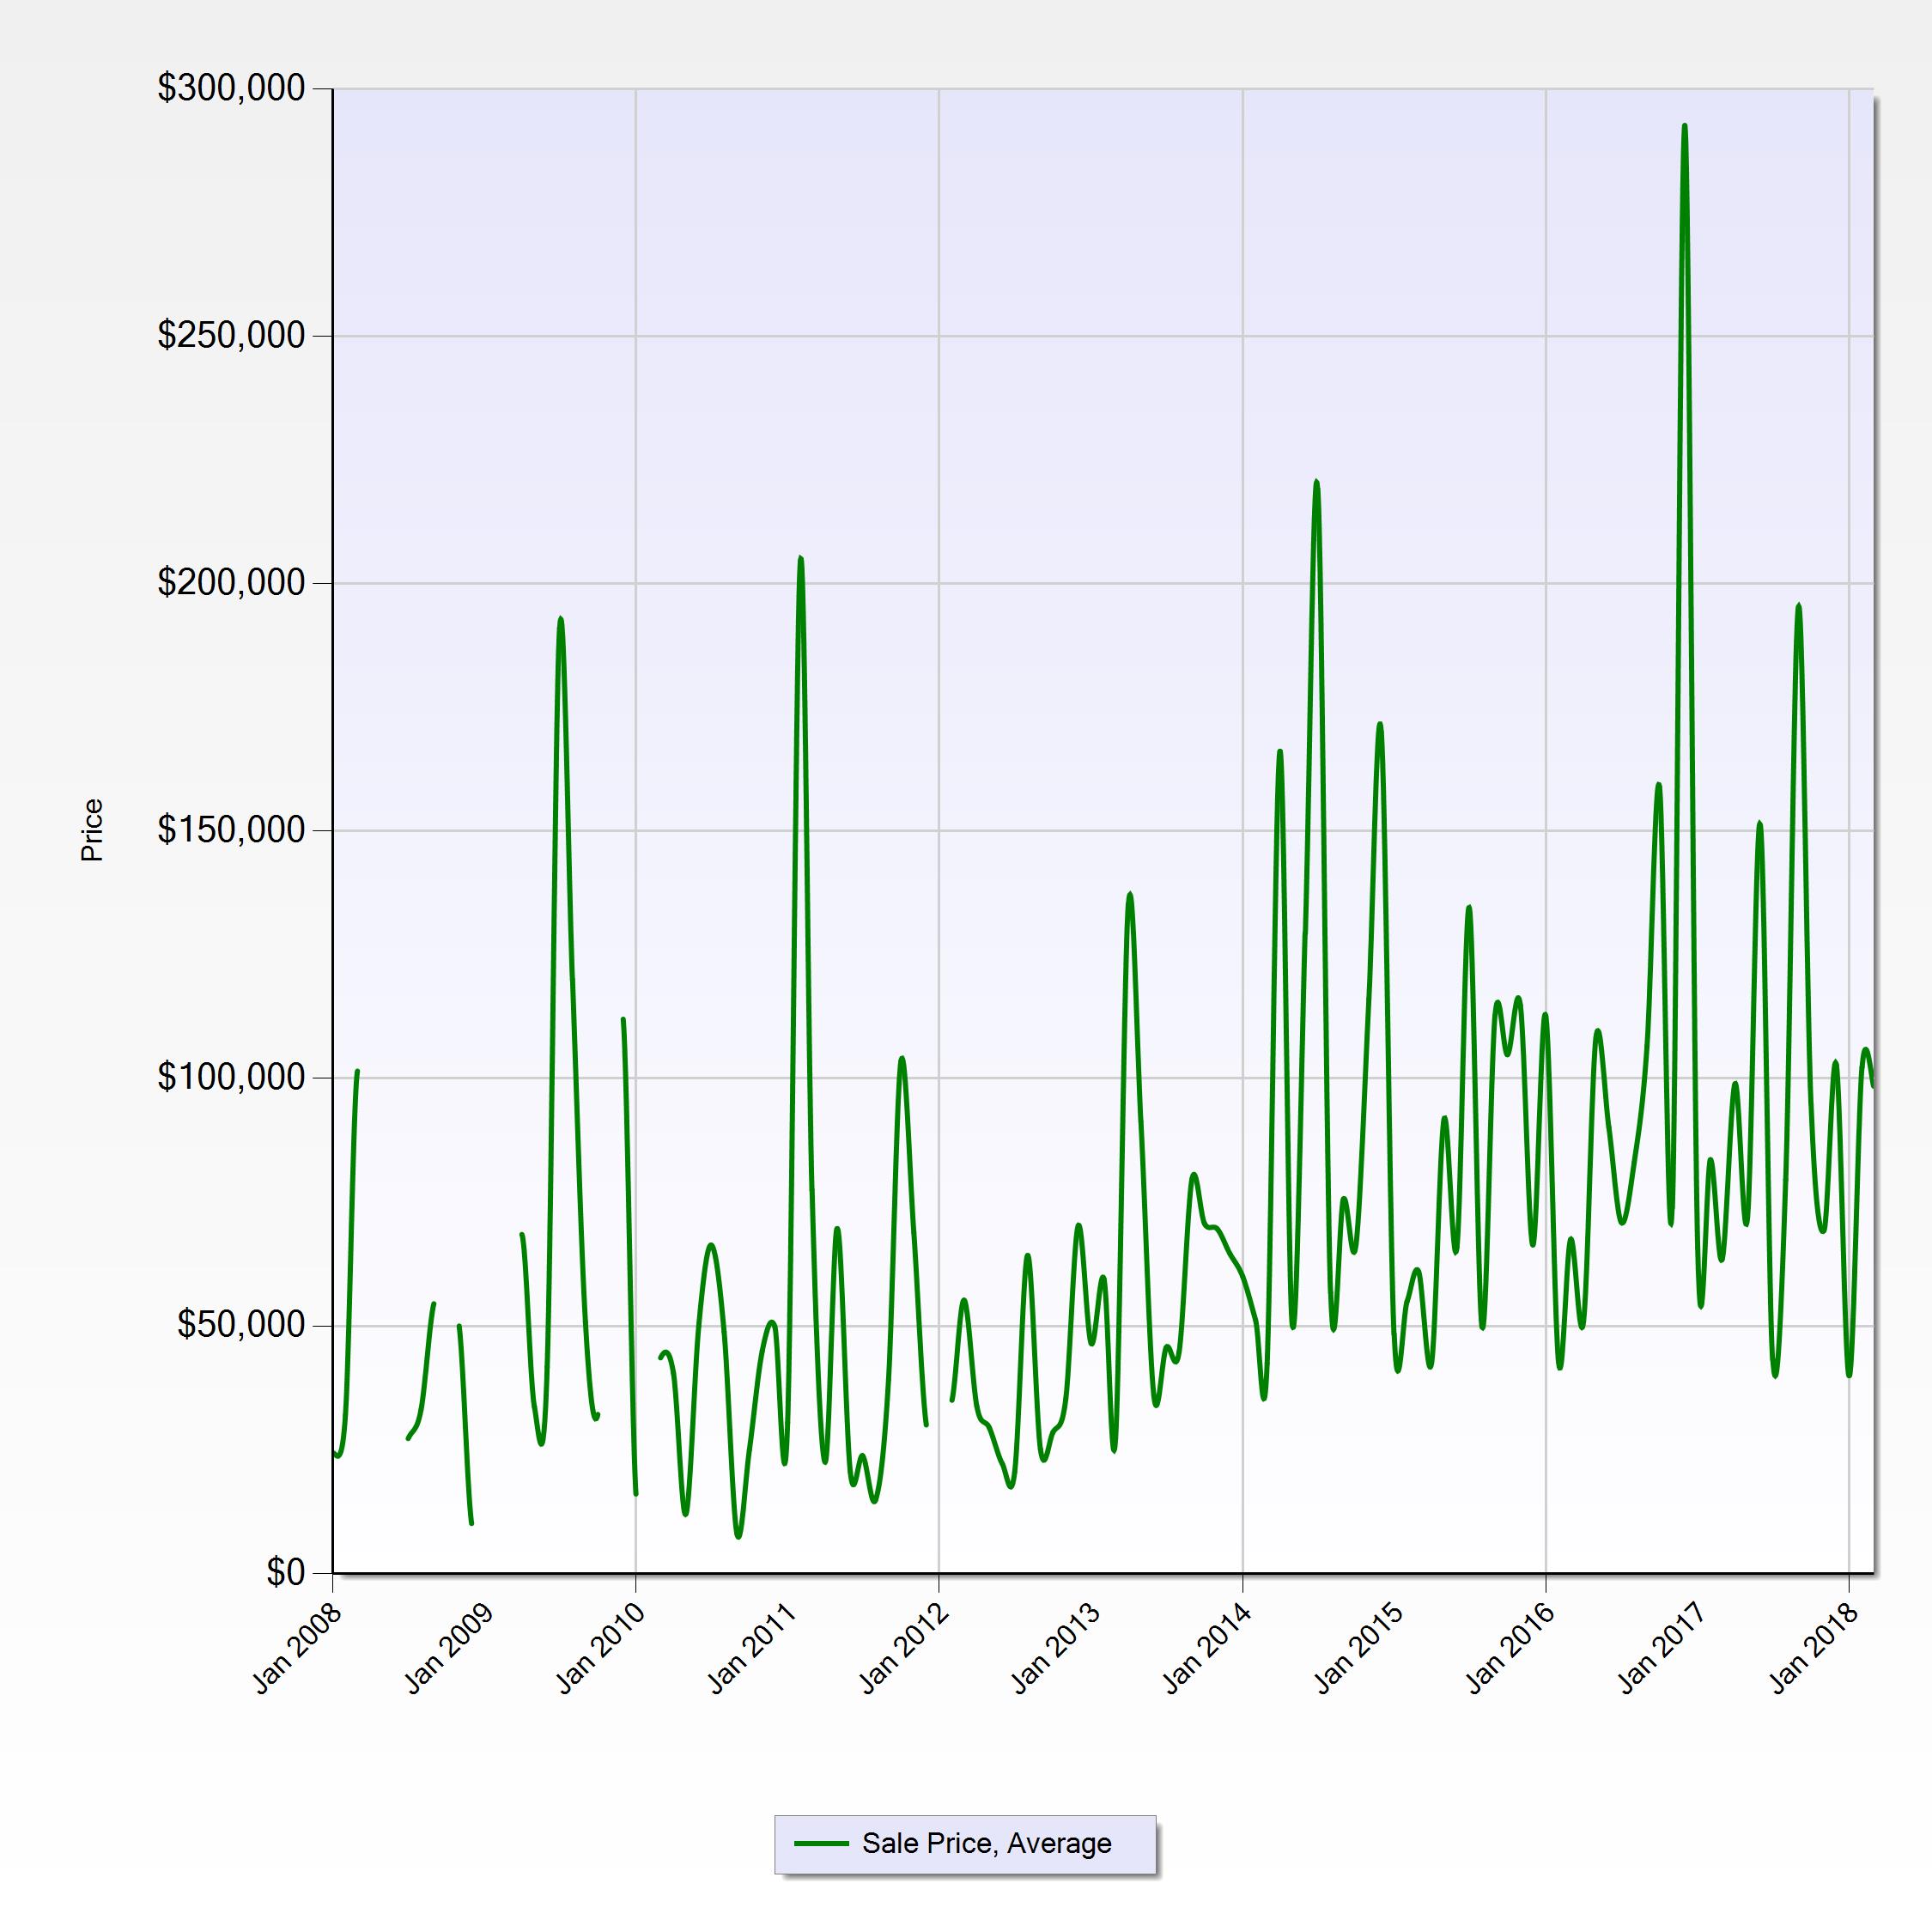 $300,000
$250,000
$200,000
$150,000
$100,000
$50,000
$0
Price
Jan 2008
Jan 2009
Jan 2010
Jan 2011
Jan 2012
Jan 2013
Jan 2014
Jan 2015
Jan 2016
Jan 2017
Jan 2018
Sale Price, Average